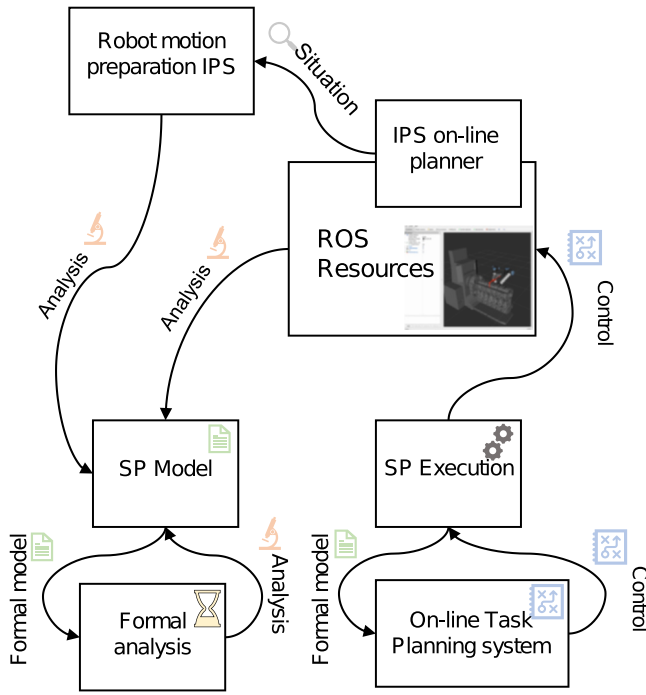 Robot motion
preparation IPS
Situation
IPS on-line
planner
ROS
Resources
Analysis
Analysis
Control
SP Model
SP Execution
Formal model
Analysis
Formal model
Control
Formal
analysis
On-line Task
Planning system